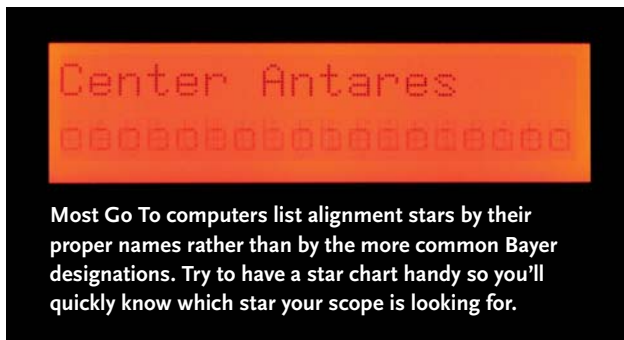 Center Antares
Most Go To computers list alignment stars by their
proper names rather than by the more common Bayer
designations. Try to have a star chart handy so you’ll
quickly know which star your scope is looking for.